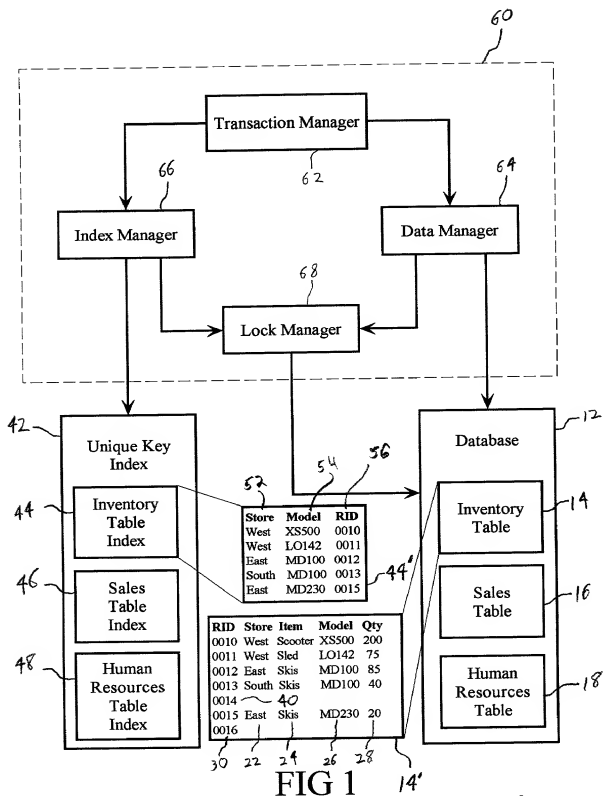 60
Transaction Manager
62
66
64
Index Manager
Data Manager
68
Lock Manager
42
Unique Key
Index
12
Database
52
54
56
44
Inventory
Table
Index
Store Model RID
West XS500 0010
West LO142 0011
East MD100 0012
South MD100 0013
East MD230 0015
44'
Inventory
Table
14
46
Sales
Table
Index
Sales
Table
16
RID Store Item Model Qty
0010 West Scooter XS500 200
0011 West Sled LO142 75
0012 East Skis MD100 85
0013 South Skis MD100 40
0014 40
0015 East Skis MD230 20
0016
48
Human
Resources
Table
Index
Human
Resources
Table
18
30 22 24 26 28
14'
FIG 1